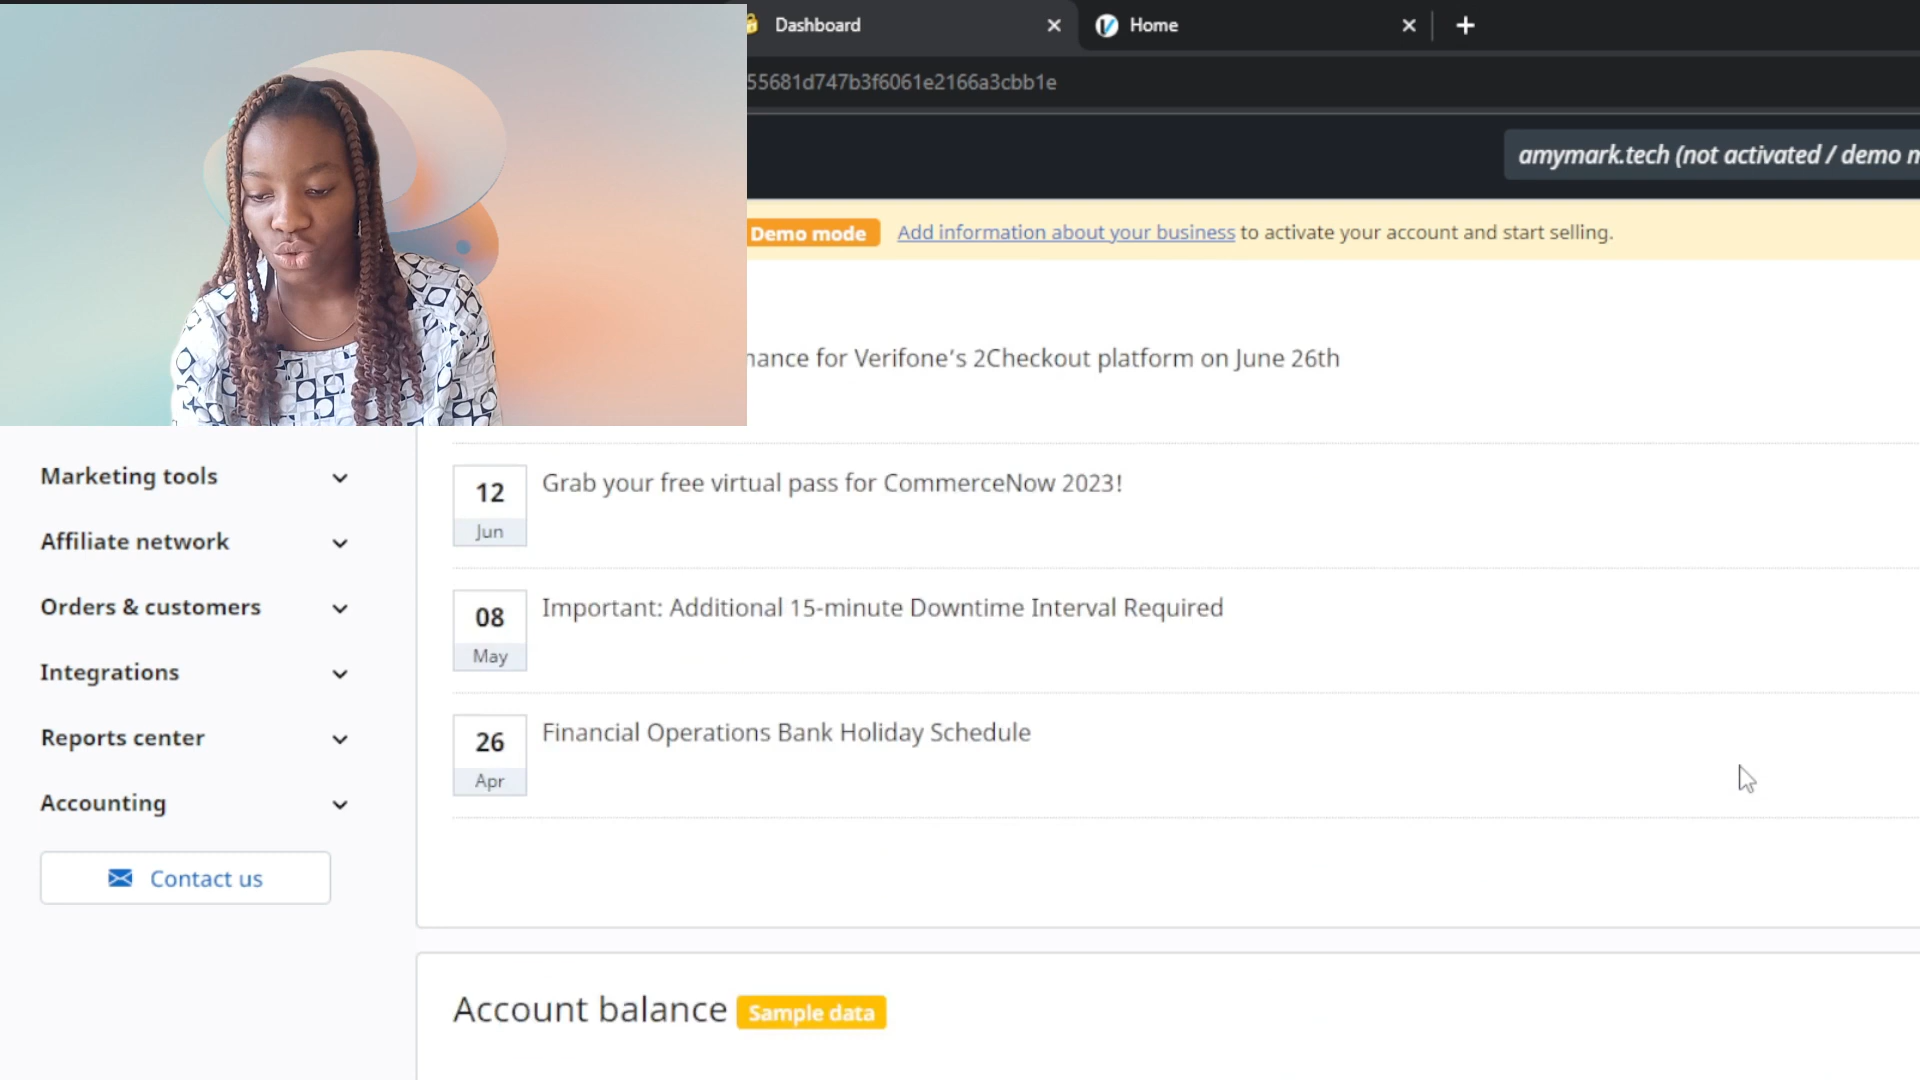 Dashboard
Home
55681d747b3f6061e2166a3cbb1e
amymark.tech (not activated / demo
Demo mode
Add information about your business to activate your account and start selling.
for Verifone's 2Checkout platform on June 26th
Marketing tools
Affiliate network
Orders & customers
Integrations
Reports center
Accounting
Contact us
12
Jun
Grab your free virtual pass for CommerceNow 2023!
08
May
Important: Additional 15-minute Downtime Interval Required
26
Apr
Financial Operations Bank Holiday Schedule
Account balance
Sample data